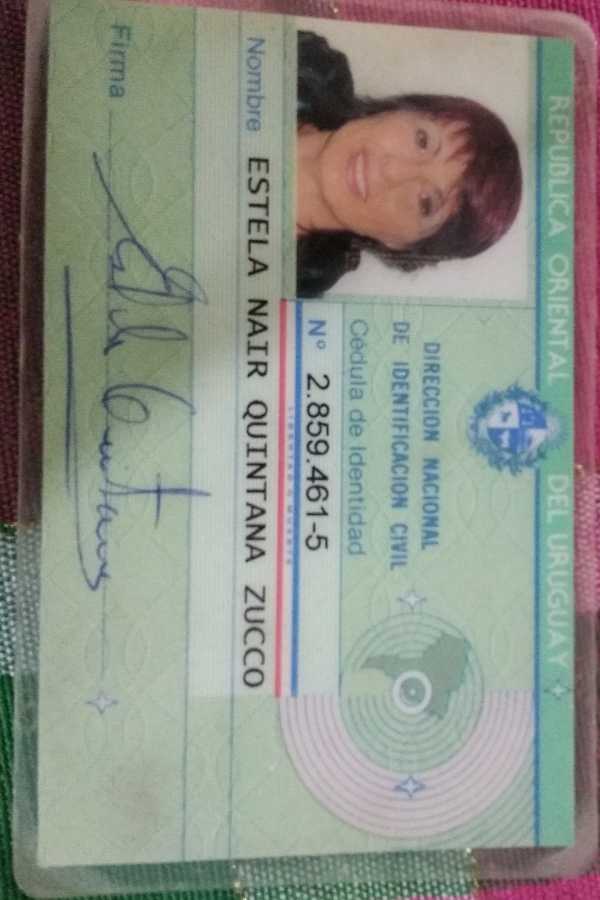 REPUBLICA ORIENTAL DEL URUGUAY
DIRECCION NACIONAL
DE IDENTIFICACION CIVIL
Cédula de Identidad
Nº 2.859.461-5
LIBERTAD O MUERTE
Nombre ESTELA NAIR QUINTANA ZUCCO
Firma Estela Quintana